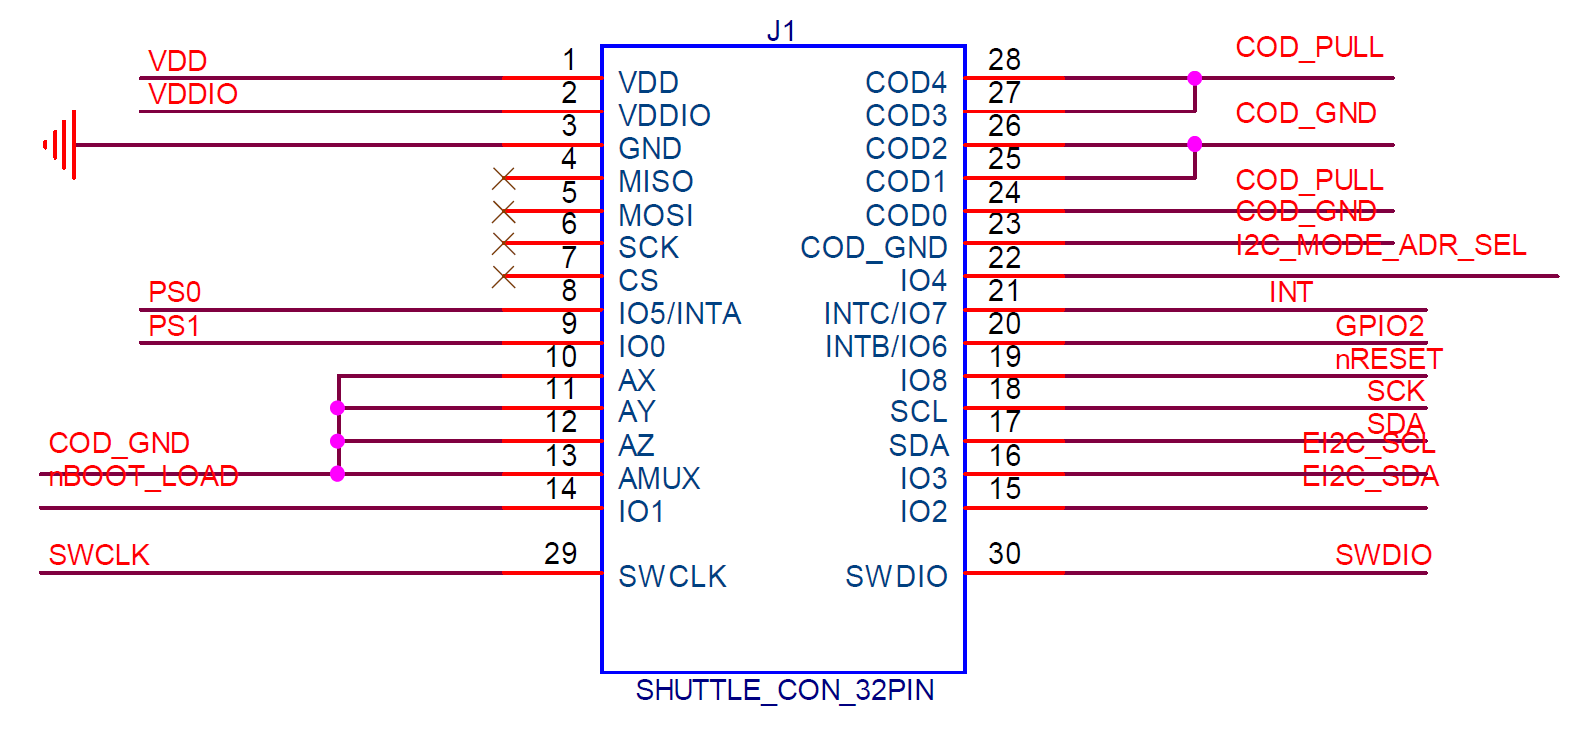 J1
VDD 1 VDD COD4 28 COD_PULL
VDDIO 2 VDDIO COD3 27
3 GND COD2 26 COD_GND
4 MISO COD1 25
5 MOSI COD0 24 COD_PULL
6 SCK COD_GND 23 COD_GND
7 CS IO4 22 I2C_MODE_ADR_SEL
PS0 8 IO5/INTA INTC/IO7 21 INT
PS1 9 IO0 INTB/IO6 20 GPIO2
10 AX IO8 19 nRESET
11 AY SCL 18 SCK
12 AZ SDA 17 SDA
COD_GND 13 AMUX IO3 16 EI2C_SCL
nBOOT_LOAD 14 IO1 IO2 15 EI2C_SDA
SWCLK 29 SWCLK SWDIO 30 SWDIO
SHUTTLE_CON_32PIN